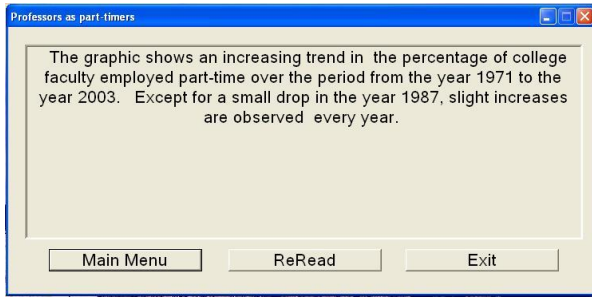 Professors as part-timers
The graphic shows an increasing trend in the percentage of college
faculty employed part-time over the period from the year 1971 to the
year 2003. Except for a small drop in the year 1987, slight increases
are observed every year.
Main Menu
ReRead
Exit